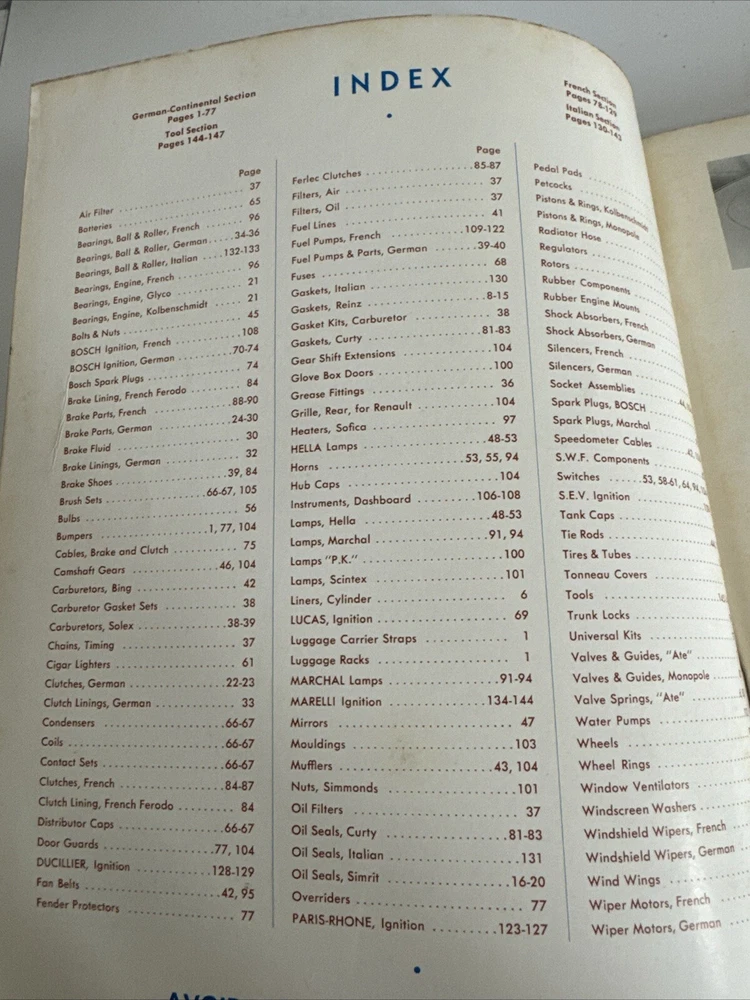 INDEX
German-Continental Section
Pages 1-77
Tool Section
Pages 144-147
French Section
Pages 78-129
Italian Section
Pages 130-143
Page
Air Filter 37
Batteries 65
Bearings, Ball & Roller, French 96
Bearings, Ball & Roller, German 34-36
Bearings, Ball & Roller, Italian 132-133
Bearings, Engine, French 96
Bearings, Engine, Glyco 21
Bearings, Engine, Kolbenschmidt 21
Bolts & Nuts 45
BOSCH Ignition, French 108
BOSCH Ignition, German 70-74
Bosch Spark Plugs 74
Brake Lining, French Ferodo 84
Brake Parts, French 88-90
Brake Parts, German 24-30
Brake Fluid 30
Brake Linings, German 32
Brake Shoes 39, 84
Brush Sets 66-67, 105
Bulbs 56
Bumpers 1, 77, 104
Cables, Brake and Clutch 75
Camshaft Gears 46, 104
Carburetors, Bing 42
Carburetor Gasket Sets 38
Carburetors, Solex 38-39
Chains, Timing 37
Cigar Lighters 61
Clutches, German 22-23
Clutch Linings, German 33
Condensers 66-67
Coils 66-67
Contact Sets 66-67
Clutches, French 84-87
Clutch Lining, French Ferodo 84
Distributor Caps 66-67
Door Guards 77, 104
DUCILLIER, Ignition 128-129
Fan Belts 42, 95
Fender Protectors 77
Page
Ferlec Clutches 85-87
Filters, Air 37
Filters, Oil 37
Fuel Lines 41
Fuel Pumps, French 109-122
Fuel Pumps & Parts, German 39-40
Fuses 68
Gaskets, Italian 130
Gaskets, Reinz 8-15
Gasket Kits, Carburetor 38
Gaskets, Curty 81-83
Gear Shift Extensions 104
Glove Box Doors 100
Grease Fittings 36
Grille, Rear, for Renault 104
Heaters, Sofica 97
HELLA Lamps 48-53
Horns 53, 55, 94
Hub Caps 104
Instruments, Dashboard 106-108
Lamps, Hella 48-53
Lamps, Marchal 91, 94
Lamps "P.K." 100
Lamps, Scintex 101
Liners, Cylinder 6
LUCAS, Ignition 69
Luggage Carrier Straps 1
Luggage Racks 1
MARCHAL Lamps 91-94
MARELLI Ignition 134-144
Mirrors 47
Mouldings 103
Mufflers 43, 104
Nuts, Simmonds 101
Oil Filters 37
Oil Seals, Curty 81-83
Oil Seals, Italian 131
Oil Seals, Simrit 16-20
Overriders 77
PARIS-RHONE, Ignition 123-127
Pedal Pads
Petcocks
Pistons & Rings, Kolbenschmidt
Pistons & Rings, Monopole
Radiator Hose
Regulators
Rotors
Rubber Components
Rubber Engine Mounts
Shock Absorbers, French
Shock Absorbers, German
Silencers, French
Silencers, German
Socket Assemblies
Spark Plugs, BOSCH
Spark Plugs, Marchal
Speedometer Cables
S.W.F. Components
Switches 53, 58-61, 64, 94
S.E.V. Ignition
Tank Caps
Tie Rods
Tires & Tubes
Tonneau Covers
Tools
Trunk Locks
Universal Kits
Valves & Guides, "Ate"
Valves & Guides, Monopole
Valve Springs, "Ate"
Water Pumps
Wheels
Wheel Rings
Window Ventilators
Windscreen Washers
Windshield Wipers, French
Windshield Wipers, German
Wind Wings
Wiper Motors, French
Wiper Motors, German